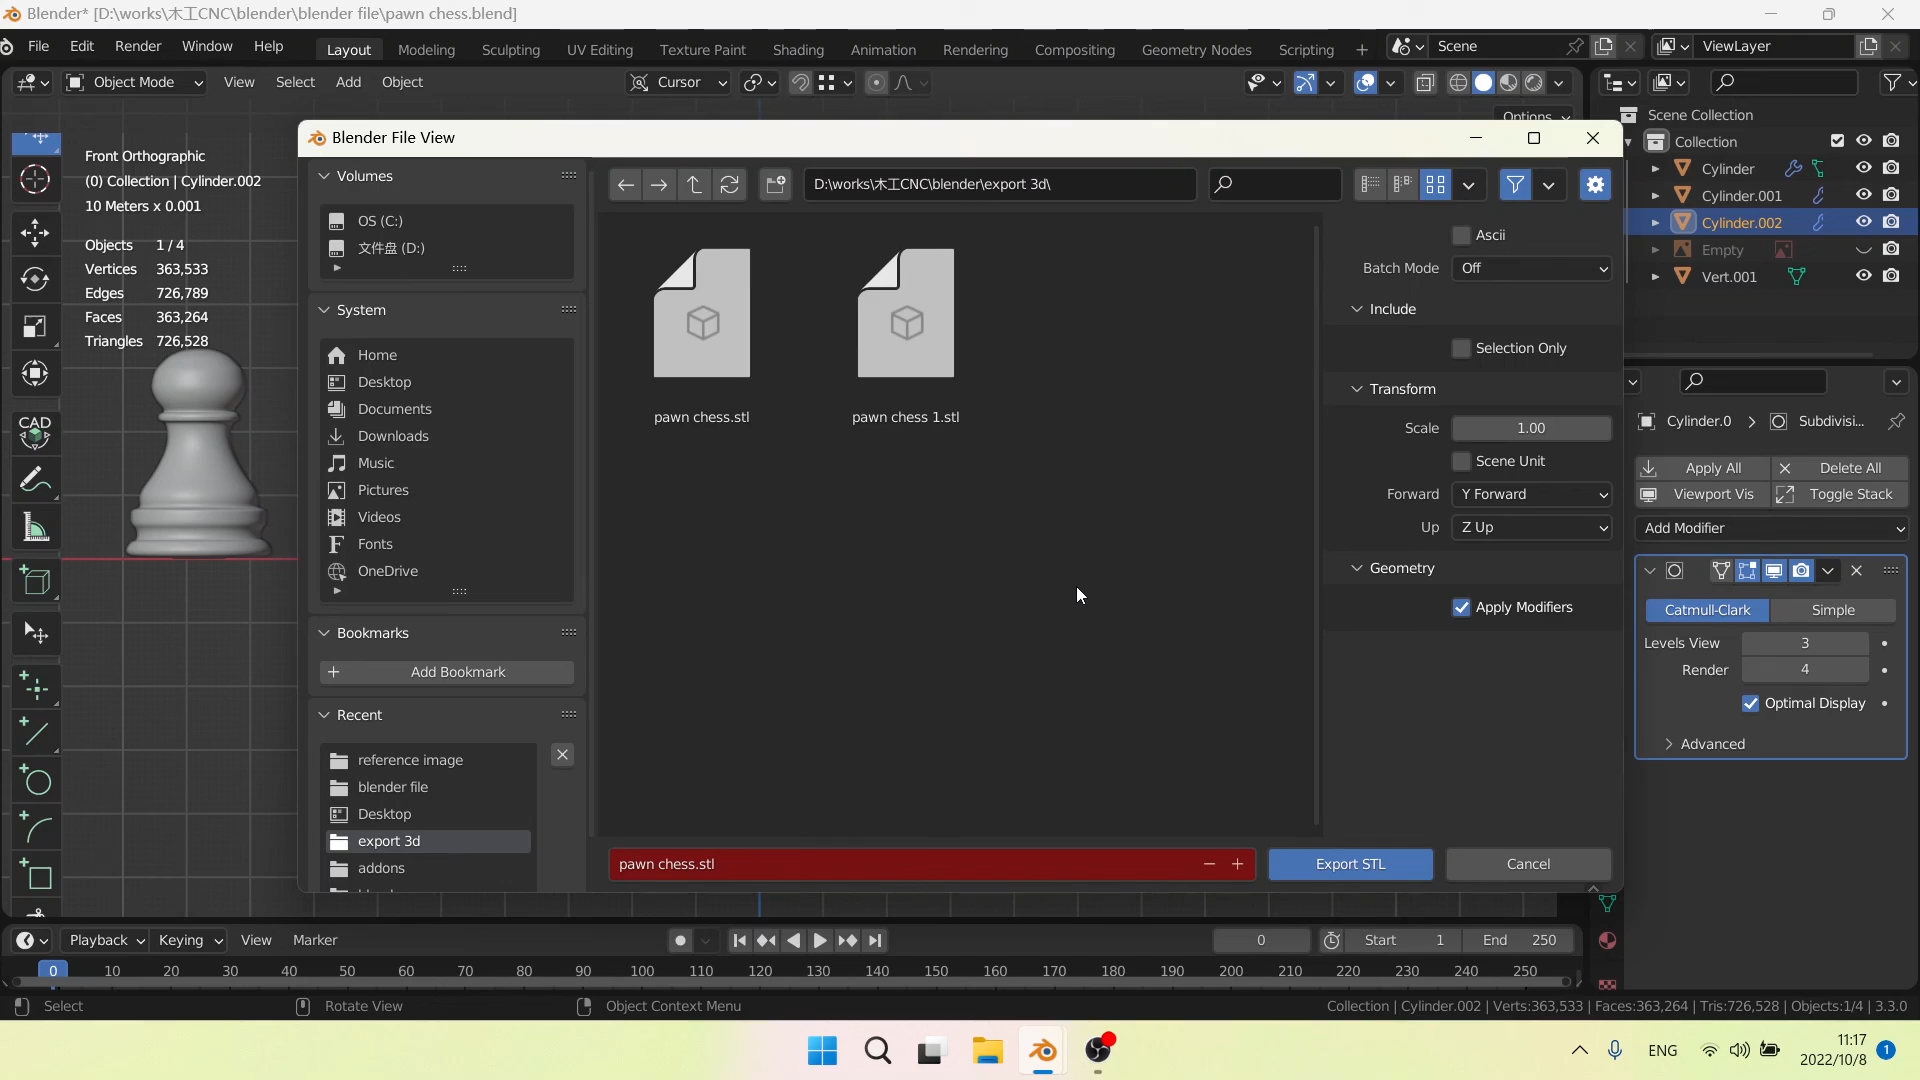 Blender* [D:\works\木工CNC\blender\blender file\pawn chess.blend]
File Edit Render Window Help Layout Modeling Sculpting UV Editing Texture Paint Shading Animation Rendering Compositing Geometry Nodes Scripting + Scene ViewLayer
Object Mode View Select Add Object Cursor
Options
Front Orthographic
(0) Collection | Cylinder.002
10 Meters x 0.001
Objects 1/4
Vertices 363,533
Edges 726,789
Faces 363,264
Triangles 726,528
CAD
Blender File View
Volumes
OS (C:)
文件盘 (D:)
System
Home
Desktop
Documents
Downloads
Music
Pictures
Videos
Fonts
OneDrive
Bookmarks
Add Bookmark
Recent
reference image
blender file
Desktop
export 3d
addons
D:\works\木工CNC\blender\export 3d\
pawn chess.stl
pawn chess 1.stl
Ascii
Batch Mode Off
Include
Selection Only
Transform
Scale 1.00
Scene Unit
Forward Y Forward
Up Z Up
Geometry
Apply Modifiers
pawn chess.stl
Export STL
Cancel
Scene Collection
Collection
Cylinder
Cylinder.001
Cylinder.002
Empty
Vert.001
Cylinder.0 > Subdivisi...
Apply All Delete All
Viewport Vis Toggle Stack
Add Modifier
Catmull-Clark Simple
Levels View 3
Render 4
Optimal Display
Advanced
Playback Keying View Marker 0 Start 1 End 250
0 10 20 30 40 50 60 70 80 90 100 110 120 130 140 150 160 170 180 190 200 210 220 230 240 250
Select Rotate View Object Context Menu Collection | Cylinder.002 | Verts:363,533 | Faces:363,264 | Tris:726,528 | Objects:1/4 | 3.3.0
ENG
11:17
2022/10/8
1